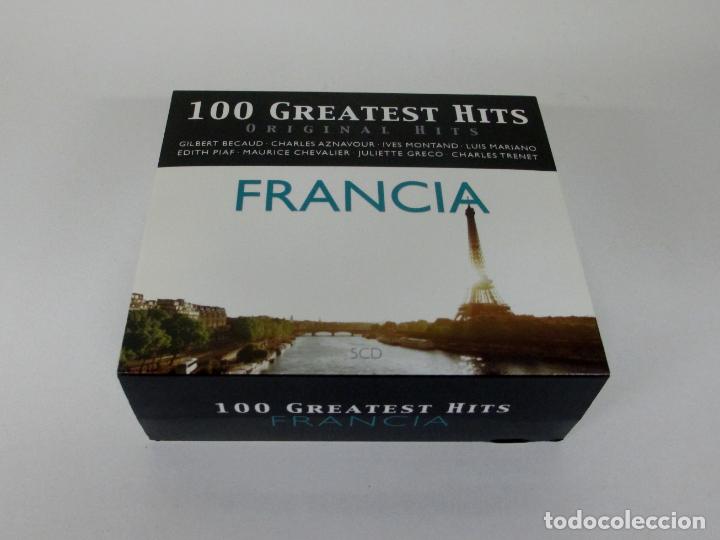 100 GREATEST HITS
ORIGINAL HITS
GILBERT BECAUD · CHARLES AZNAVOUR · IVES MONTAND · LUIS MARIANO
EDITH PIAF · MAURICE CHEVALIER · JULIETTE GRECO · CHARLES TRENET
FRANCIA
5CD
100 GREATEST HITS
FRANCIA
todocoleccion.net